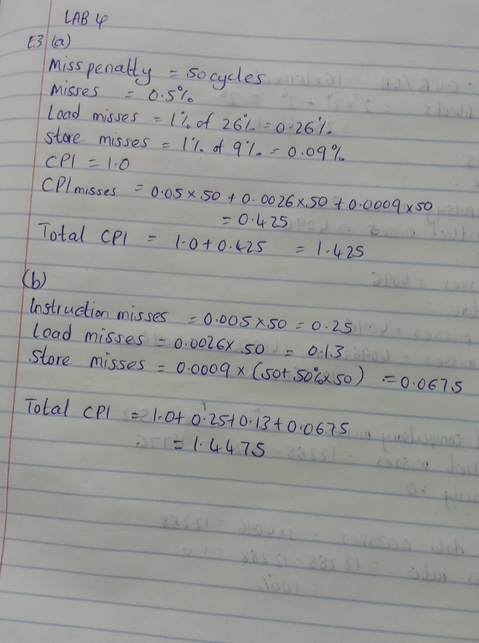 LAB 4
E3 (a)
Miss penalty = 50 cycles
Misses = 0.5%
Load misses = 1% of 26% = 0.26%
Store misses = 1% of 9% = 0.09%
CPI = 1.0
CPI misses = 0.05 x 50 + 0.0026 x 50 + 0.0009 x 50
= 0.425
Total CPI = 1.0 + 0.425 = 1.425
(b)
Instruction misses = 0.005 x 50 = 0.25
Load misses = 0.0026 x 50 = 0.13
Store misses = 0.0009 x (50 + 50% x 50) = 0.0675
Total CPI = 1.0 + 0.25 + 0.13 + 0.0675
= 1.4475